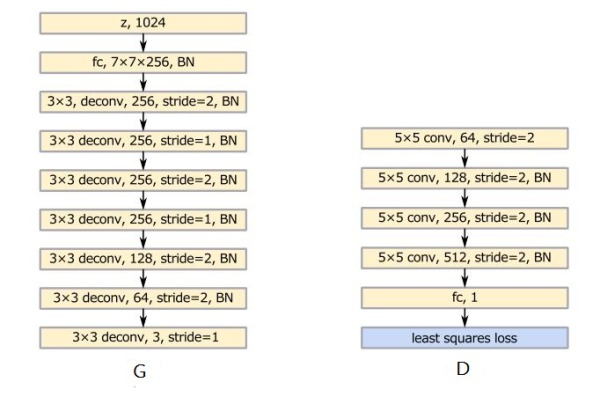 z, 1024
fc, 7×7×256, BN
3×3, deconv, 256, stride=2, BN
3×3 deconv, 256, stride=1, BN
3×3 deconv, 256, stride=2, BN
3×3 deconv, 256, stride=1, BN
3×3 deconv, 128, stride=2, BN
3×3 deconv, 64, stride=2, BN
3×3 deconv, 3, stride=1
G
5×5 conv, 64, stride=2
5×5 conv, 128, stride=2, BN
5×5 conv, 256, stride=2, BN
5×5 conv, 512, stride=2, BN
fc, 1
least squares loss
D